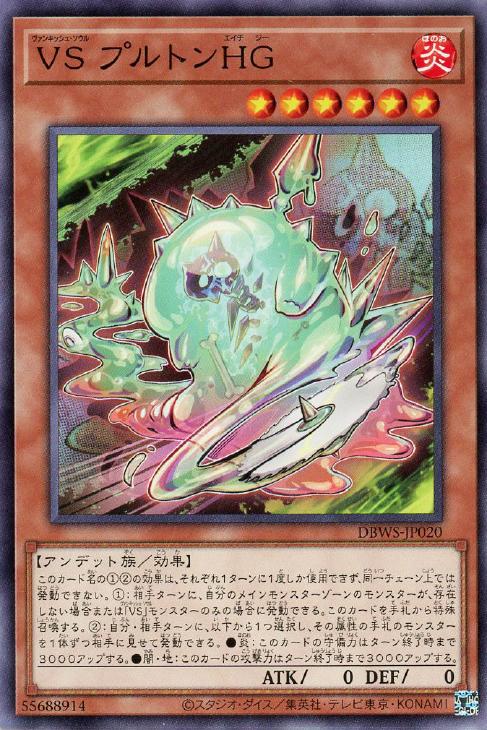 ヴァンキッシュ・ソウル エイチ ジー
VS プルトンHG
ほのお
炎
DBWS-JP020
【アンデット族／効果】
このカード名の①②の効果は、それぞれ1ターンに1度しか使用できず、同一チェーン上では
発動できない。①：相手ターンに、自分のメインモンスターゾーンのモンスターが、存在
しない場合または「VS」モンスターのみの場合に発動できる。このカードを手札から特殊
召喚する。②：自分・相手ターンに、以下から1つ選択し、その属性の手札のモンスター
を1体ずつ相手に見せて発動できる。●炎：このカードの守備力はターン終了時まで
3000アップする。●闇・地：このカードの攻撃力はターン終了時まで3000アップする。
ATK/ 0 DEF/ 0
55688914
©スタジオ・ダイス／集英社・テレビ東京・KONAMI